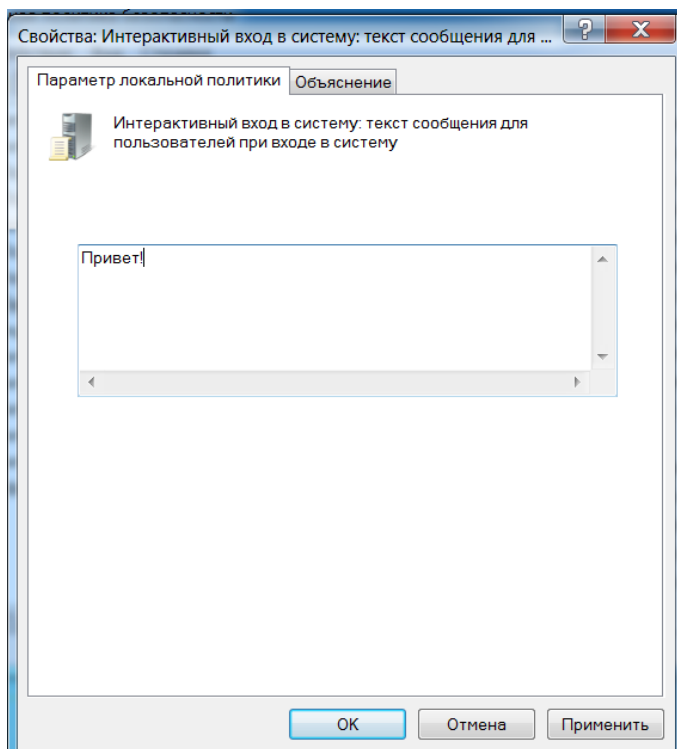 Свойства: Интерактивный вход в систему: текст сообщения для ...
Параметр локальной политики
Объяснение
Интерактивный вход в систему: текст сообщения для
пользователей при входе в систему
Привет!
OK
Отмена
Применить